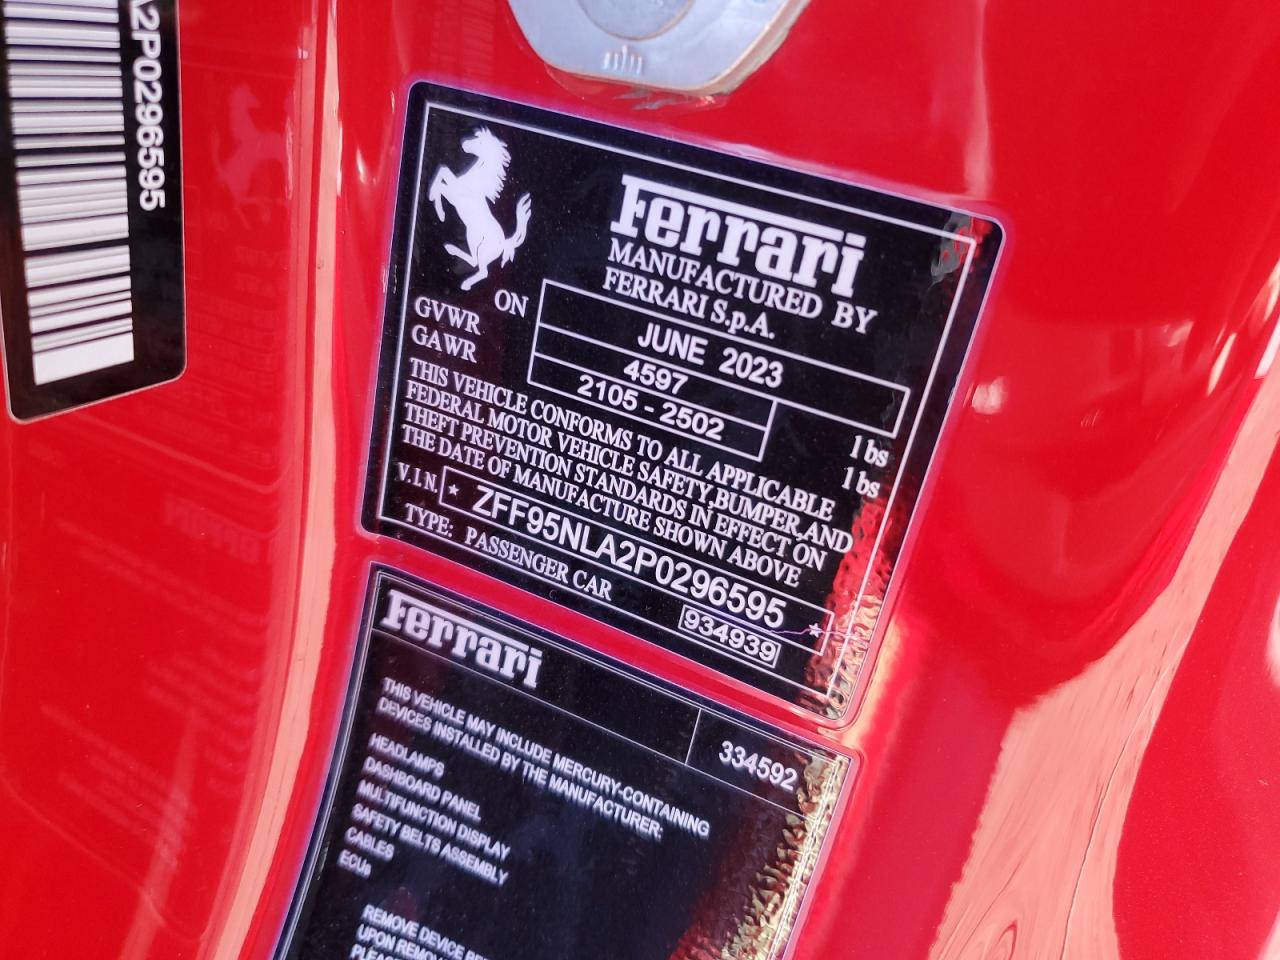 A2P0296595
Ferrari
MANUFACTURED BY
FERRARI S.p.A.
ON JUNE 2023
GVWR 4597 lbs
GAWR 2105 - 2502 lbs
THIS VEHICLE CONFORMS TO ALL APPLICABLE
FEDERAL MOTOR VEHICLE SAFETY,BUMPER,AND
THEFT PREVENTION STANDARDS IN EFFECT ON
THE DATE OF MANUFACTURE SHOWN ABOVE
V.I.N. * ZFF95NLA2P0296595 *
TYPE: PASSENGER CAR 934939
Ferrari
334592
THIS VEHICLE MAY INCLUDE MERCURY-CONTAINING
DEVICES INSTALLED BY THE MANUFACTURER:
HEADLAMPS
DASHBOARD PANEL
MULTIFUNCTION DISPLAY
SAFETY BELTS ASSEMBLY
CABLES
ECUs
REMOVE DEVICE
UPON